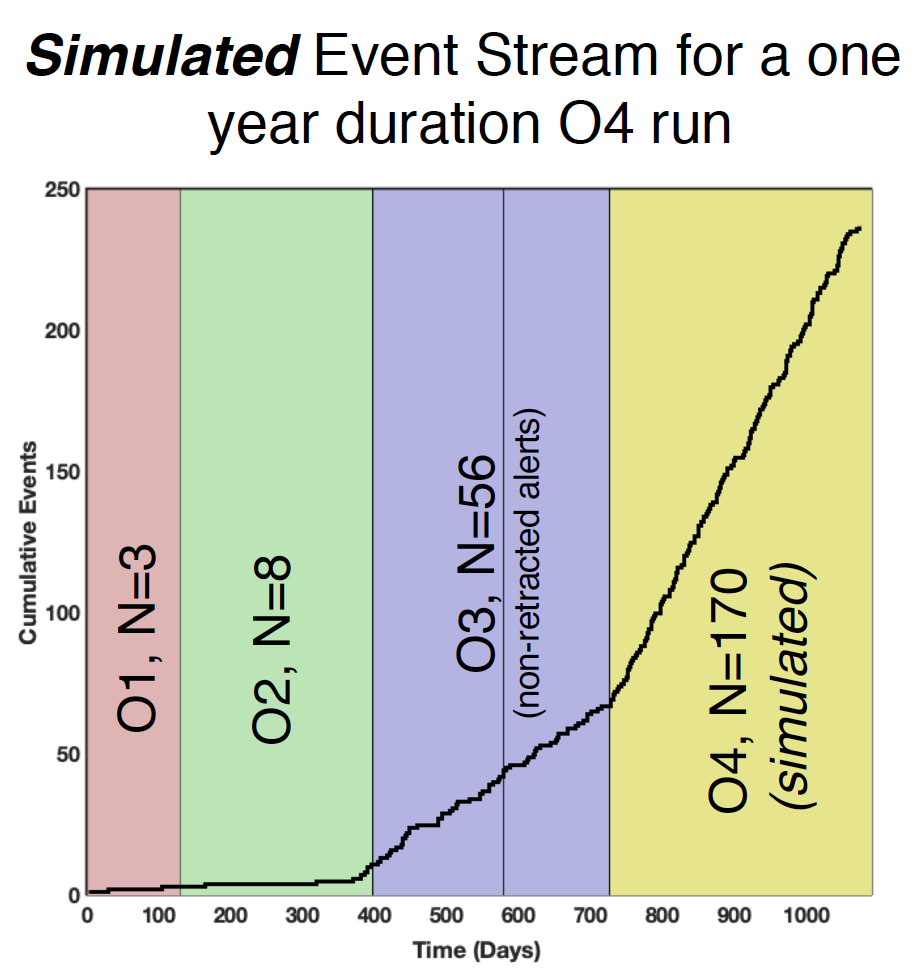 Simulated Event Stream for a one
year duration O4 run
250
200
150
100
50
0
Cumulative Events
O1, N=3
O2, N=8
O3, N=56
(non-retracted alerts)
O4, N=170
(simulated)
0 100 200 300 400 500 600 700 800 900 1000
Time (Days)